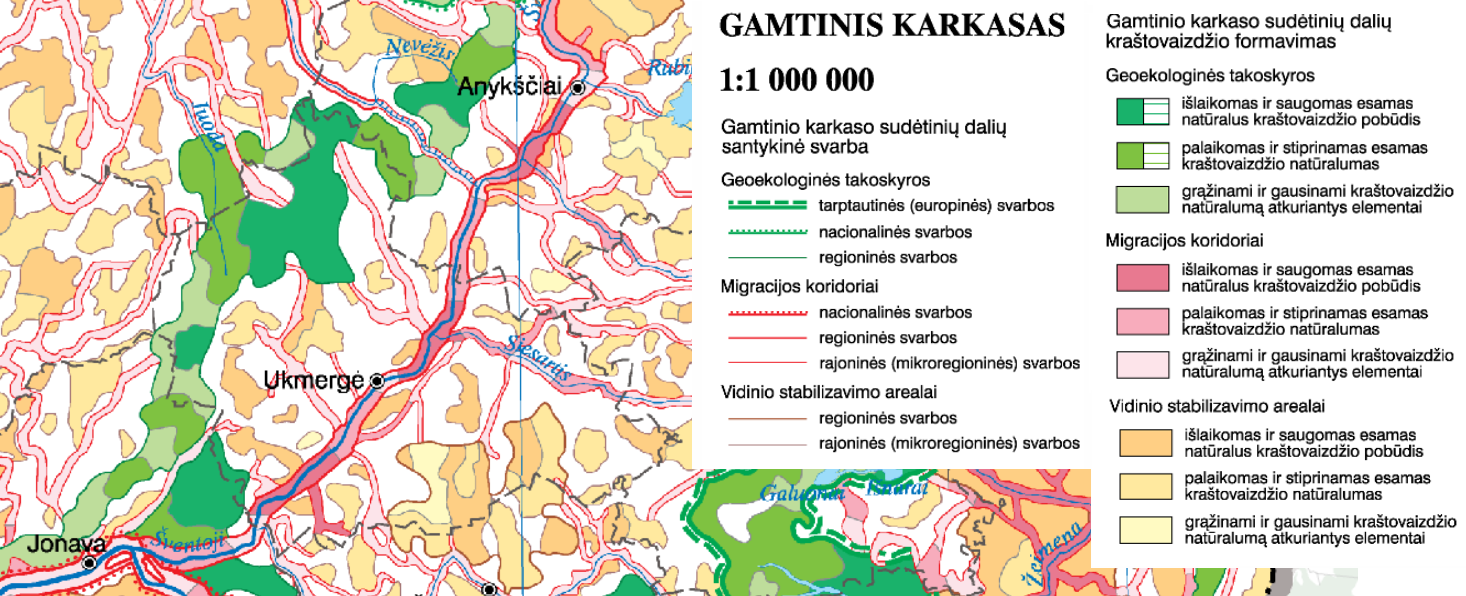 Nevėžis
Anykščiai
Rubi
Juoda
Siesartis
Ukmergė
Jonava
Šventoji
GAMTINIS KARKASAS
1:1 000 000
Gamtinio karkaso sudėtinių dalių
santykinė svarba
Geoekologinės takoskyros
tarptautinės (europinės) svarbos
nacionalinės svarbos
regioninės svarbos
Migracijos koridoriai
nacionalinės svarbos
regioninės svarbos
rajoninės (mikroregioninės) svarbos
Vidinio stabilizavimo arealai
regioninės svarbos
rajoninės (mikroregioninės) svarbos
Galuonai
Isnarai
Žeimena
Gamtinio karkaso sudėtinių dalių
kraštovaizdžio formavimas
Geoekologinės takoskyros
išlaikomas ir saugomas esamas
natūralus kraštovaizdžio pobūdis
palaikomas ir stiprinamas esamas
kraštovaizdžio natūralumas
grąžinami ir gausinami kraštovaizdžio
natūralumą atkuriantys elementai
Migracijos koridoriai
išlaikomas ir saugomas esamas
natūralus kraštovaizdžio pobūdis
palaikomas ir stiprinamas esamas
kraštovaizdžio natūralumas
grąžinami ir gausinami kraštovaizdžio
natūralumą atkuriantys elementai
Vidinio stabilizavimo arealai
išlaikomas ir saugomas esamas
natūralus kraštovaizdžio pobūdis
palaikomas ir stiprinamas esamas
kraštovaizdžio natūralumas
grąžinami ir gausinami kraštovaizdžio
natūralumą atkuriantys elementai